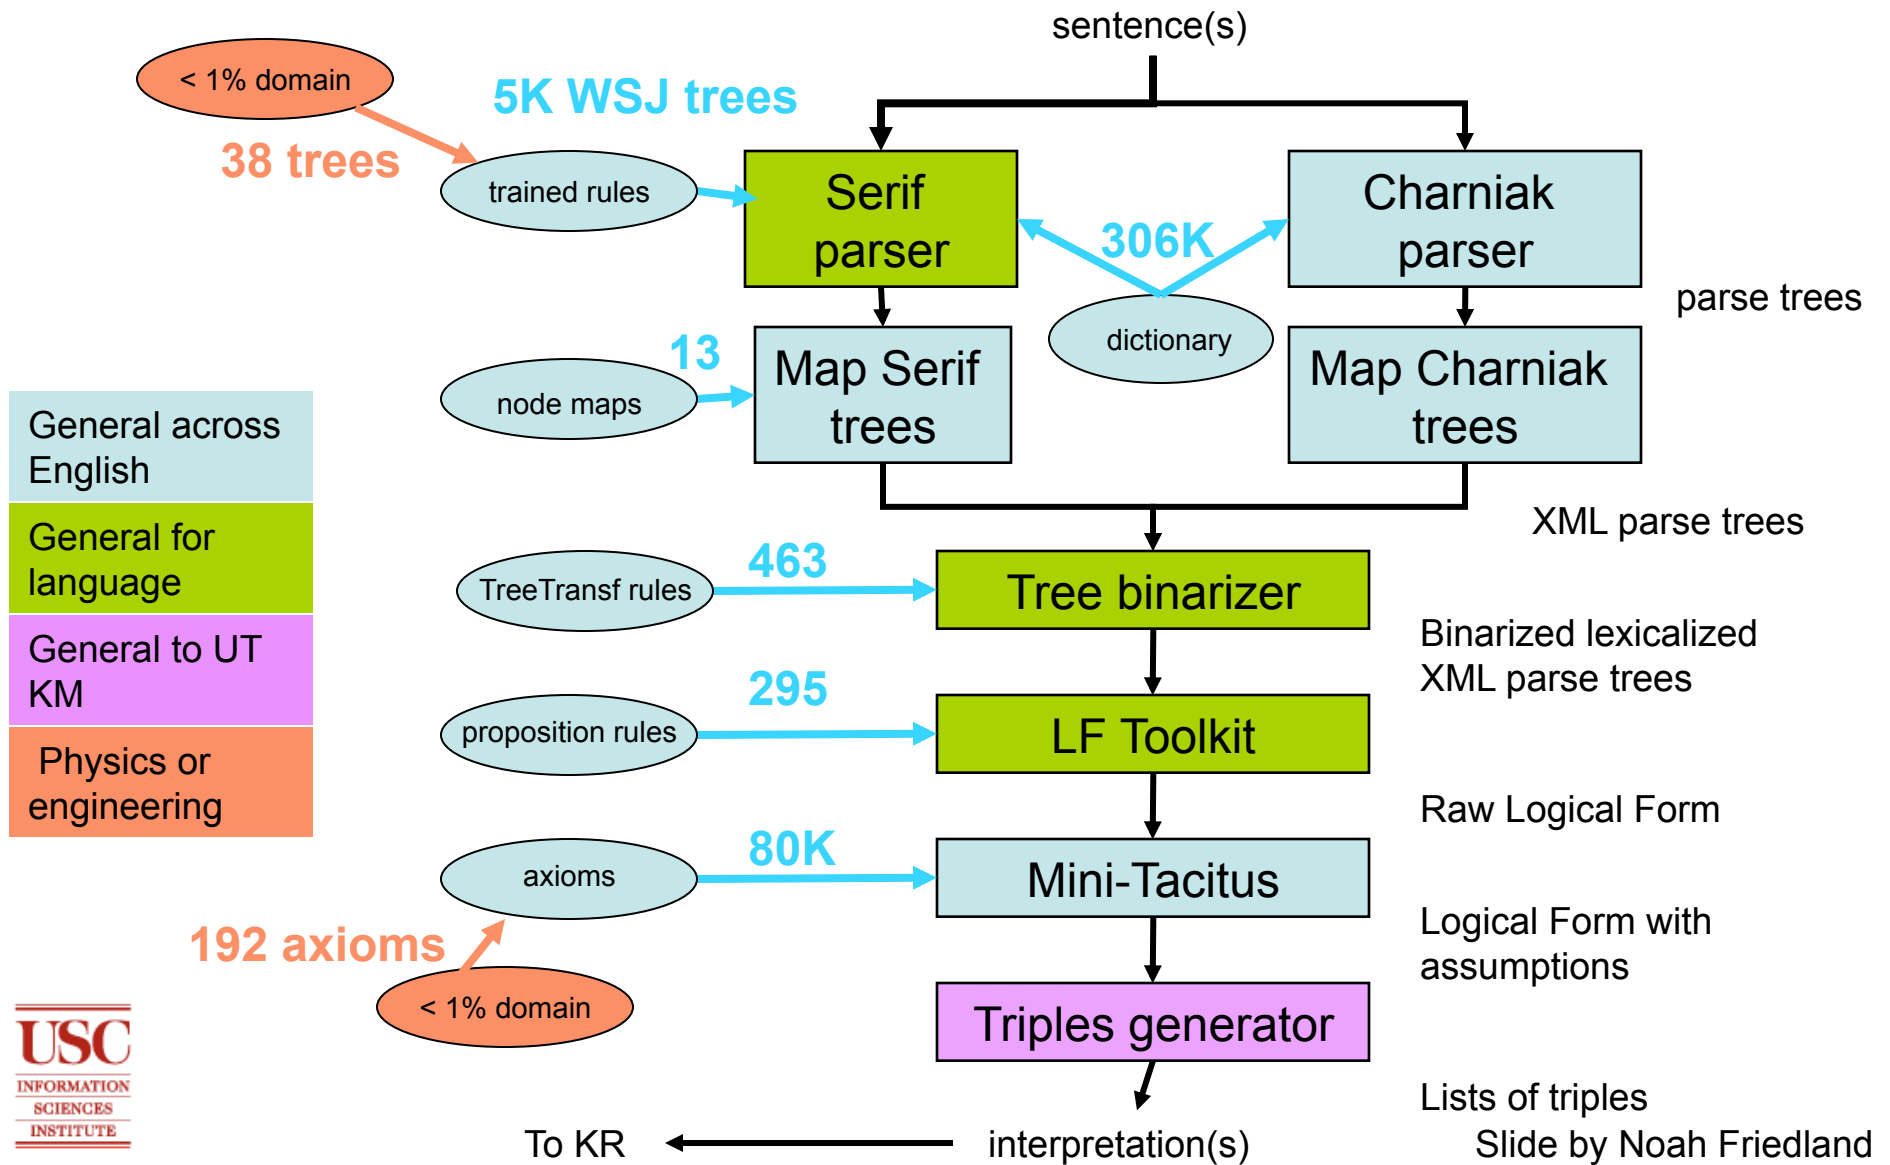 sentence(s)
< 1% domain
5K WSJ trees
38 trees
trained rules
Serif
parser
306K
Charniak
parser
parse trees
dictionary
13
node maps
Map Serif
trees
Map Charniak
trees
General across
English
General for
language
General to UT
KM
Physics or
engineering
XML parse trees
TreeTransf rules
463
Tree binarizer
Binarized lexicalized
XML parse trees
proposition rules
295
LF Toolkit
Raw Logical Form
axioms
80K
Mini-Tacitus
192 axioms
< 1% domain
Logical Form with
assumptions
Triples generator
Lists of triples
To KR
interpretation(s)
Slide by Noah Friedland
USC
INFORMATION
SCIENCES
INSTITUTE